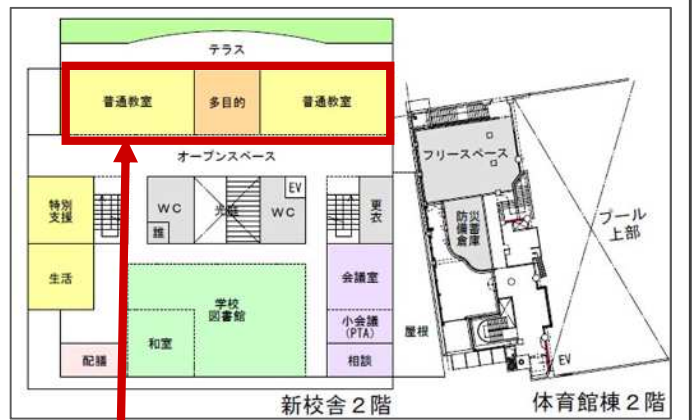 テラス
普通教室
多目的
普通教室
オープンスペース
フリースペース
特別
支援
WC
雑
光庭
EV
WC
更
衣
防災
備蓄
倉庫
プール
上部
生活
学校
図書館
会議室
和室
小会議
(PTA)
屋根
配膳
相談
EV
新校舎2階
体育館棟2階